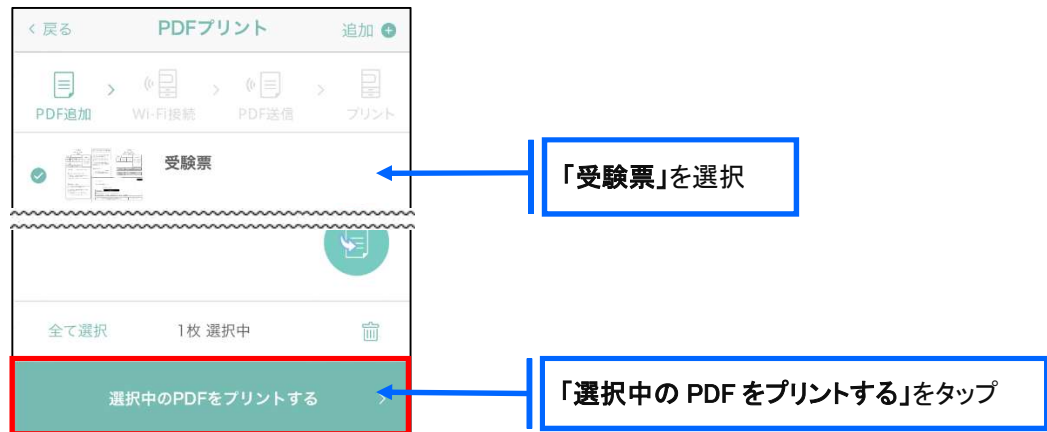 戻る PDFプリント 追加
PDF追加 Wi-Fi接続 PDF送信 プリント
受験票
「受験票」を選択
全て選択 1枚 選択中
選択中のPDFをプリントする
「選択中の PDF をプリントする」をタップ